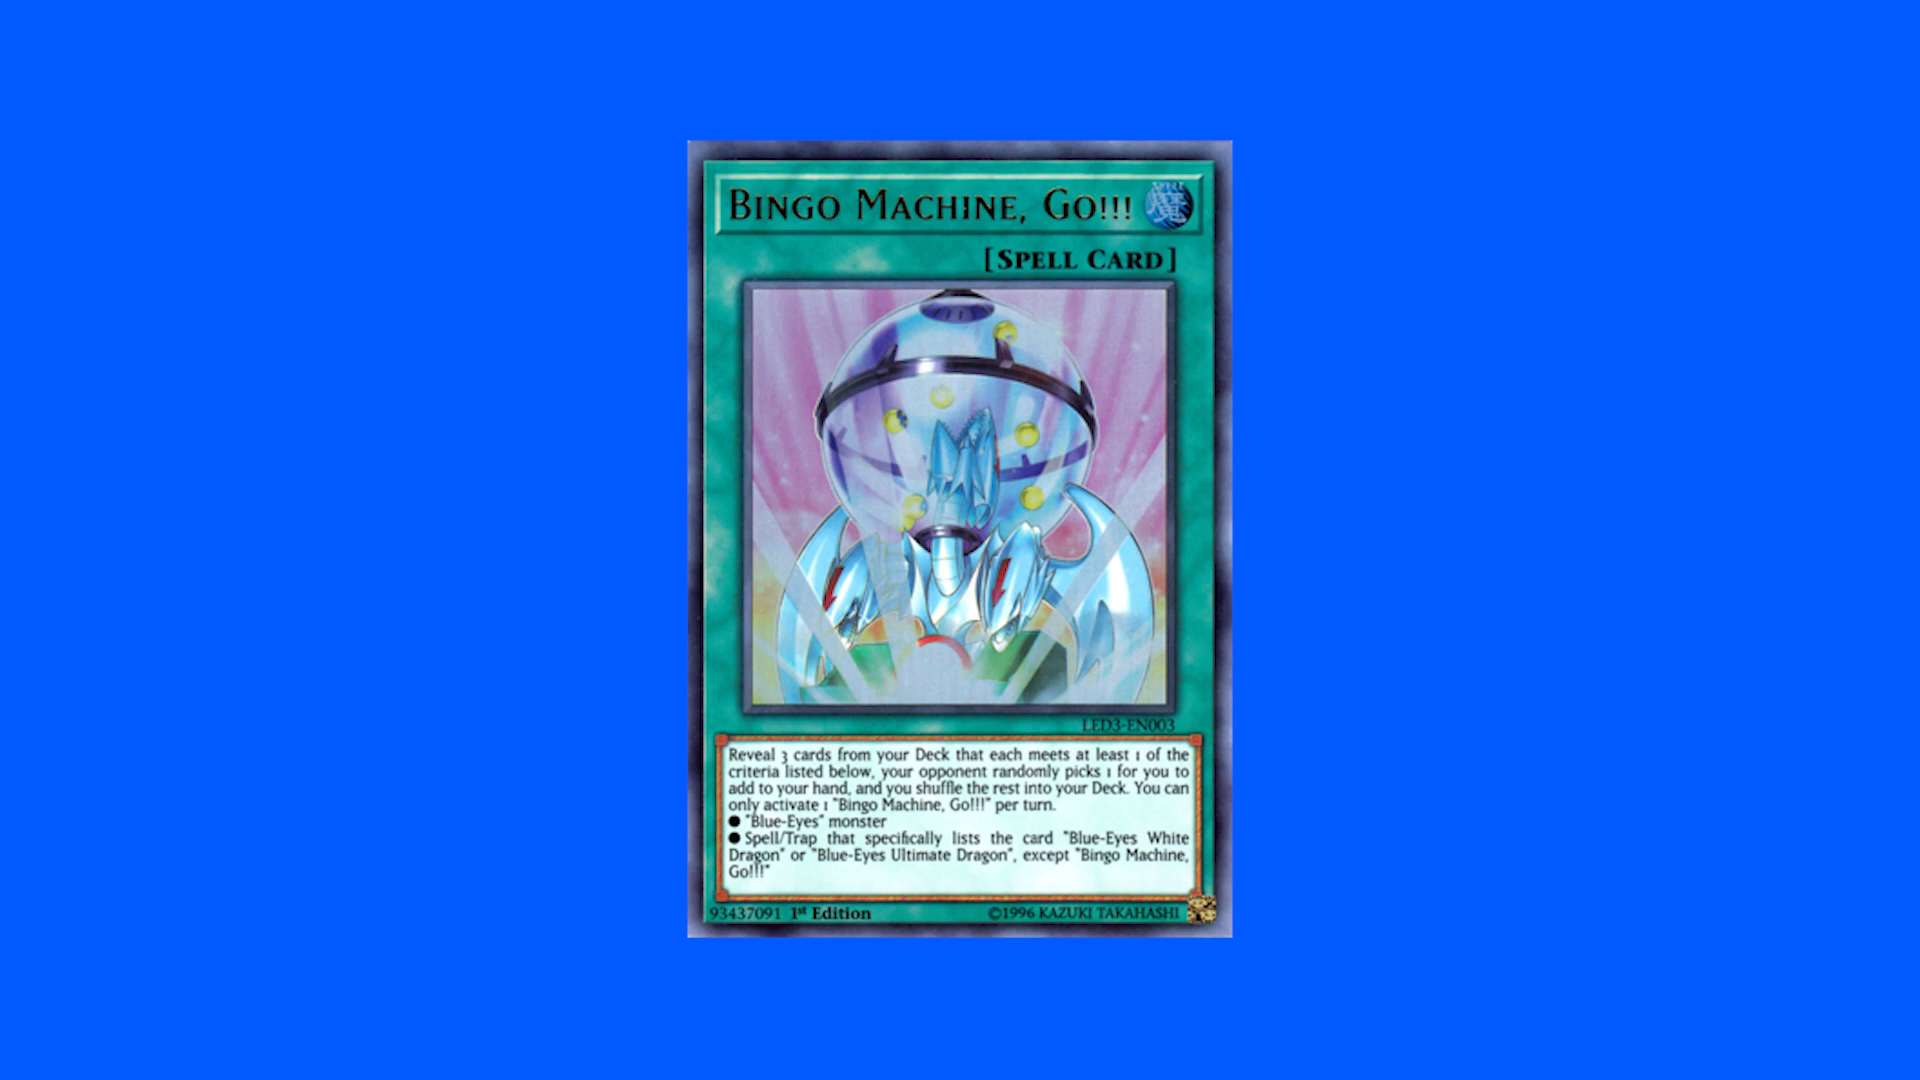 BINGO MACHINE, GO!!!
魔
[SPELL CARD]
LED3-EN003
Reveal 3 cards from your Deck that each meets at least 1 of the
criteria listed below, your opponent randomly picks 1 for you to
add to your hand, and you shuffle the rest into your Deck. You can
only activate 1 "Bingo Machine, Go!!!" per turn.
● "Blue-Eyes" monster
● Spell/Trap that specifically lists the card "Blue-Eyes White
Dragon" or "Blue-Eyes Ultimate Dragon", except "Bingo Machine,
Go!!!"
93437091 1st Edition
©1996 KAZUKI TAKAHASHI